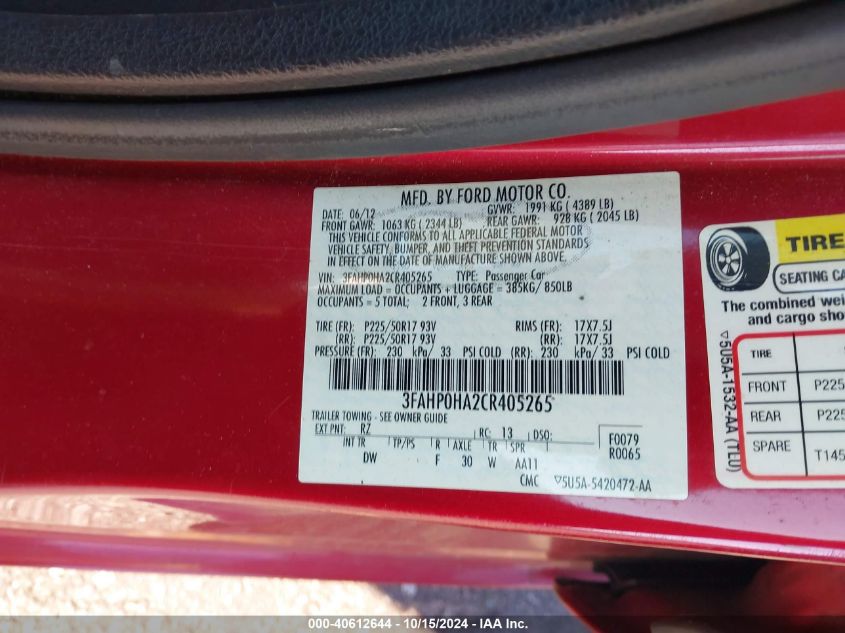 MFD. BY FORD MOTOR CO.
DATE: 06/12 GVWR: 1991 KG ( 4389 LB)
FRONT GAWR: 1063 KG ( 2344 LB) REAR GAWR: 928 KG ( 2045 LB)
THIS VEHICLE CONFORMS TO ALL APPLICABLE FEDERAL MOTOR
VEHICLE SAFETY, BUMPER, AND THEFT PREVENTION STANDARDS
IN EFFECT ON THE DATE OF MANUFACTURE SHOWN ABOVE.
VIN: 3FAHP0HA2CR405265 TYPE: Passenger Car
MAXIMUM LOAD = OCCUPANTS + LUGGAGE = 385KG/ 850LB
OCCUPANTS = 5 TOTAL; 2 FRONT, 3 REAR
TIRE (FR): P225/50R17 93V RIMS (FR): 17X7.5J
(RR): P225/50R17 93V (RR): 17X7.5J
PRESSURE (FR): 230 kPa/ 33 PSI COLD (RR): 230 kPa/ 33 PSI COLD
3FAHP0HA2CR405265
TRAILER TOWING - SEE OWNER GUIDE
EXT PNT: RZ RC: 13 DSO: F0079
INT TR TP/PS R AXLE TR SPR R0065
DW F 30 W AA11
CMC ▽5U5A-5420472-AA
TIRE
SEATING CA
The combined wei
and cargo sho
▽5U5A-1532-AA (TL0)
TIRE
FRONT P225
REAR P225
SPARE T145
40612644 - 10/15/2024 - IAA Inc.